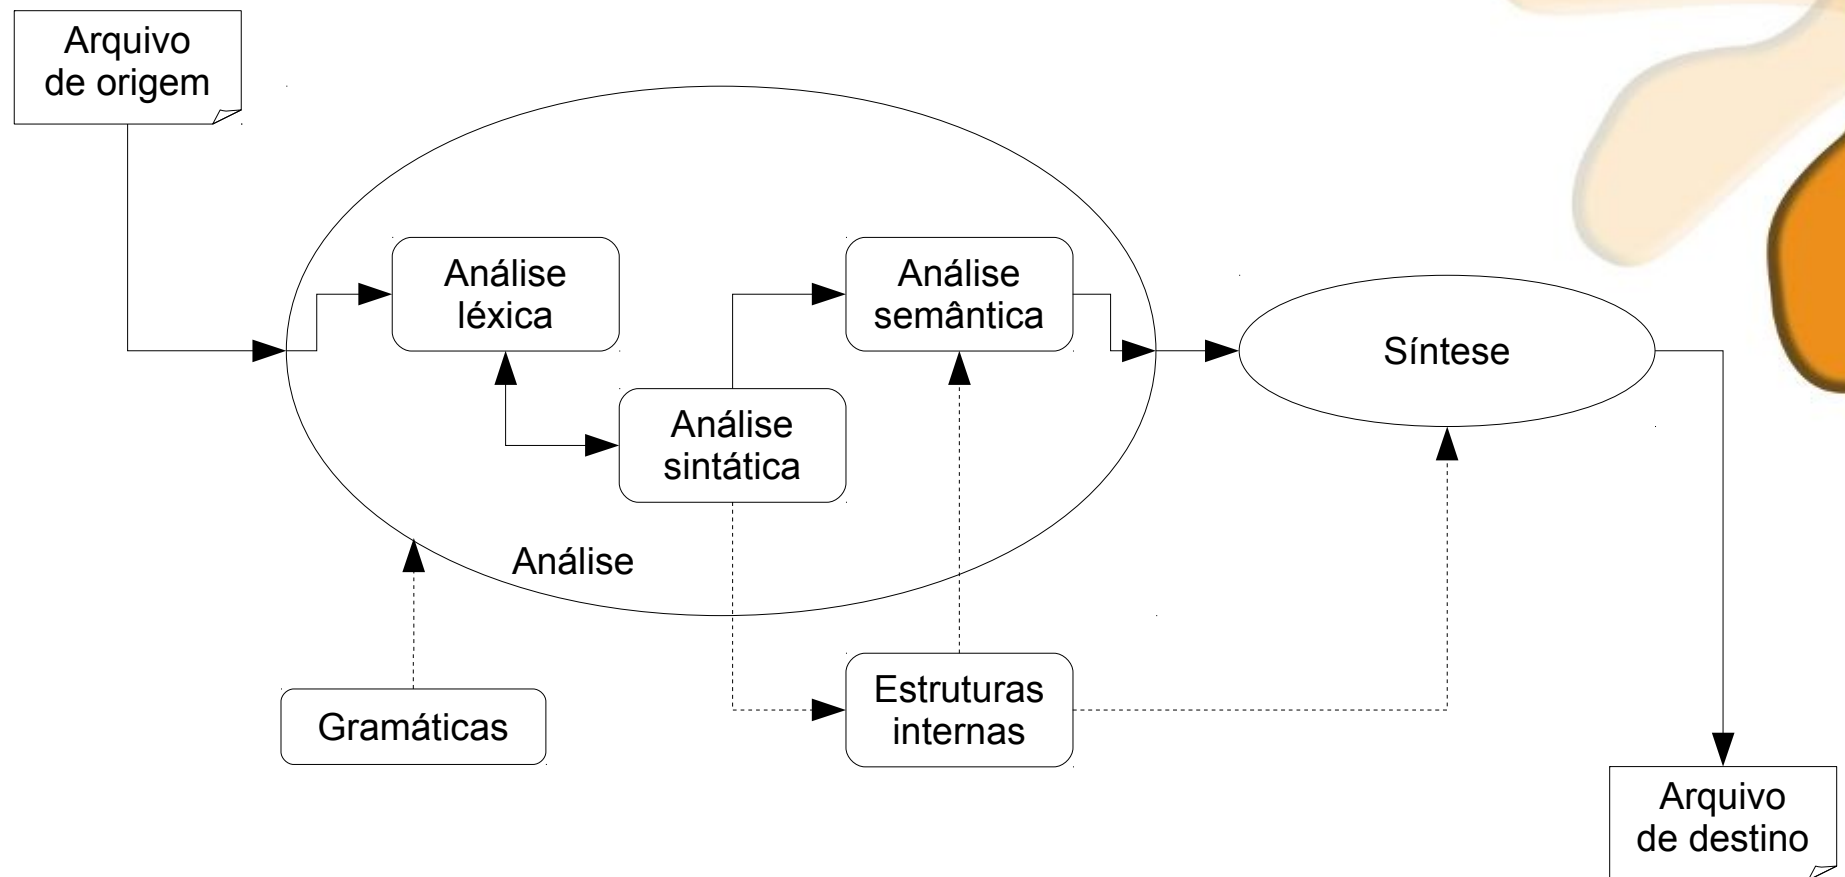 Arquivo
de origem
Análise
léxica
Análise
semântica
Síntese
Análise
sintática
Análise
Estruturas
internas
Gramáticas
Arquivo
de destino